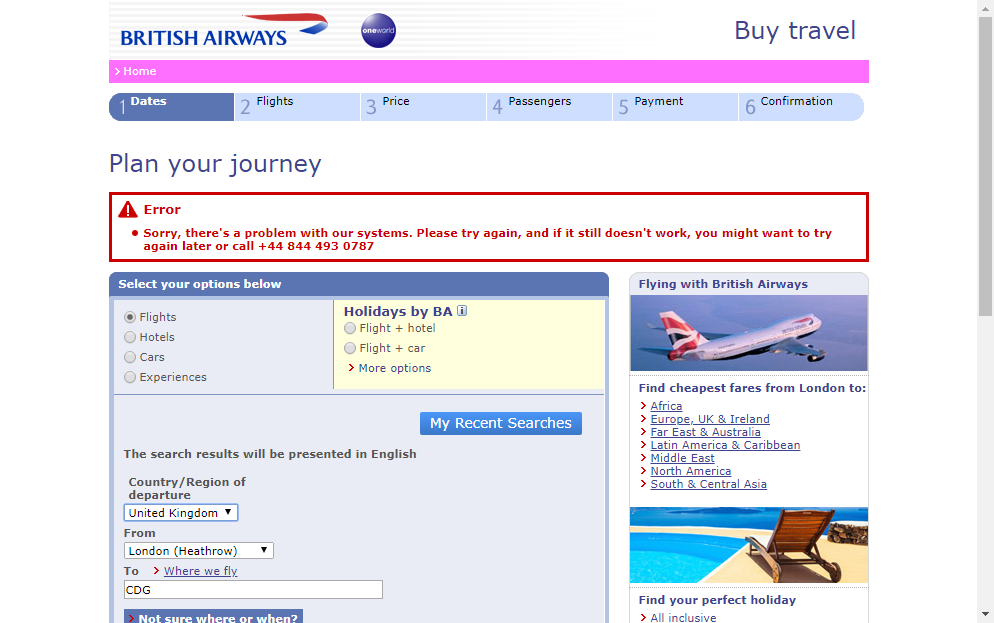 BRITISH AIRWAYS
oneworld
Buy travel
Home
1 Dates
2 Flights
3 Price
4 Passengers
5 Payment
6 Confirmation
Plan your journey
Error
Sorry, there's a problem with our systems. Please try again, and if it still doesn't work, you might want to try
again later or call +44 844 493 0787
Select your options below
Flights
Hotels
Cars
Experiences
Holidays by BA
Flight + hotel
Flight + car
More options
My Recent Searches
The search results will be presented in English
Country/Region of
departure
United Kingdom
From
London (Heathrow)
To Where we fly
CDG
Not sure where or when?
Flying with British Airways
Find cheapest fares from London to:
Africa
Europe, UK & Ireland
Far East & Australia
Latin America & Caribbean
Middle East
North America
South & Central Asia
Find your perfect holiday
All inclusive